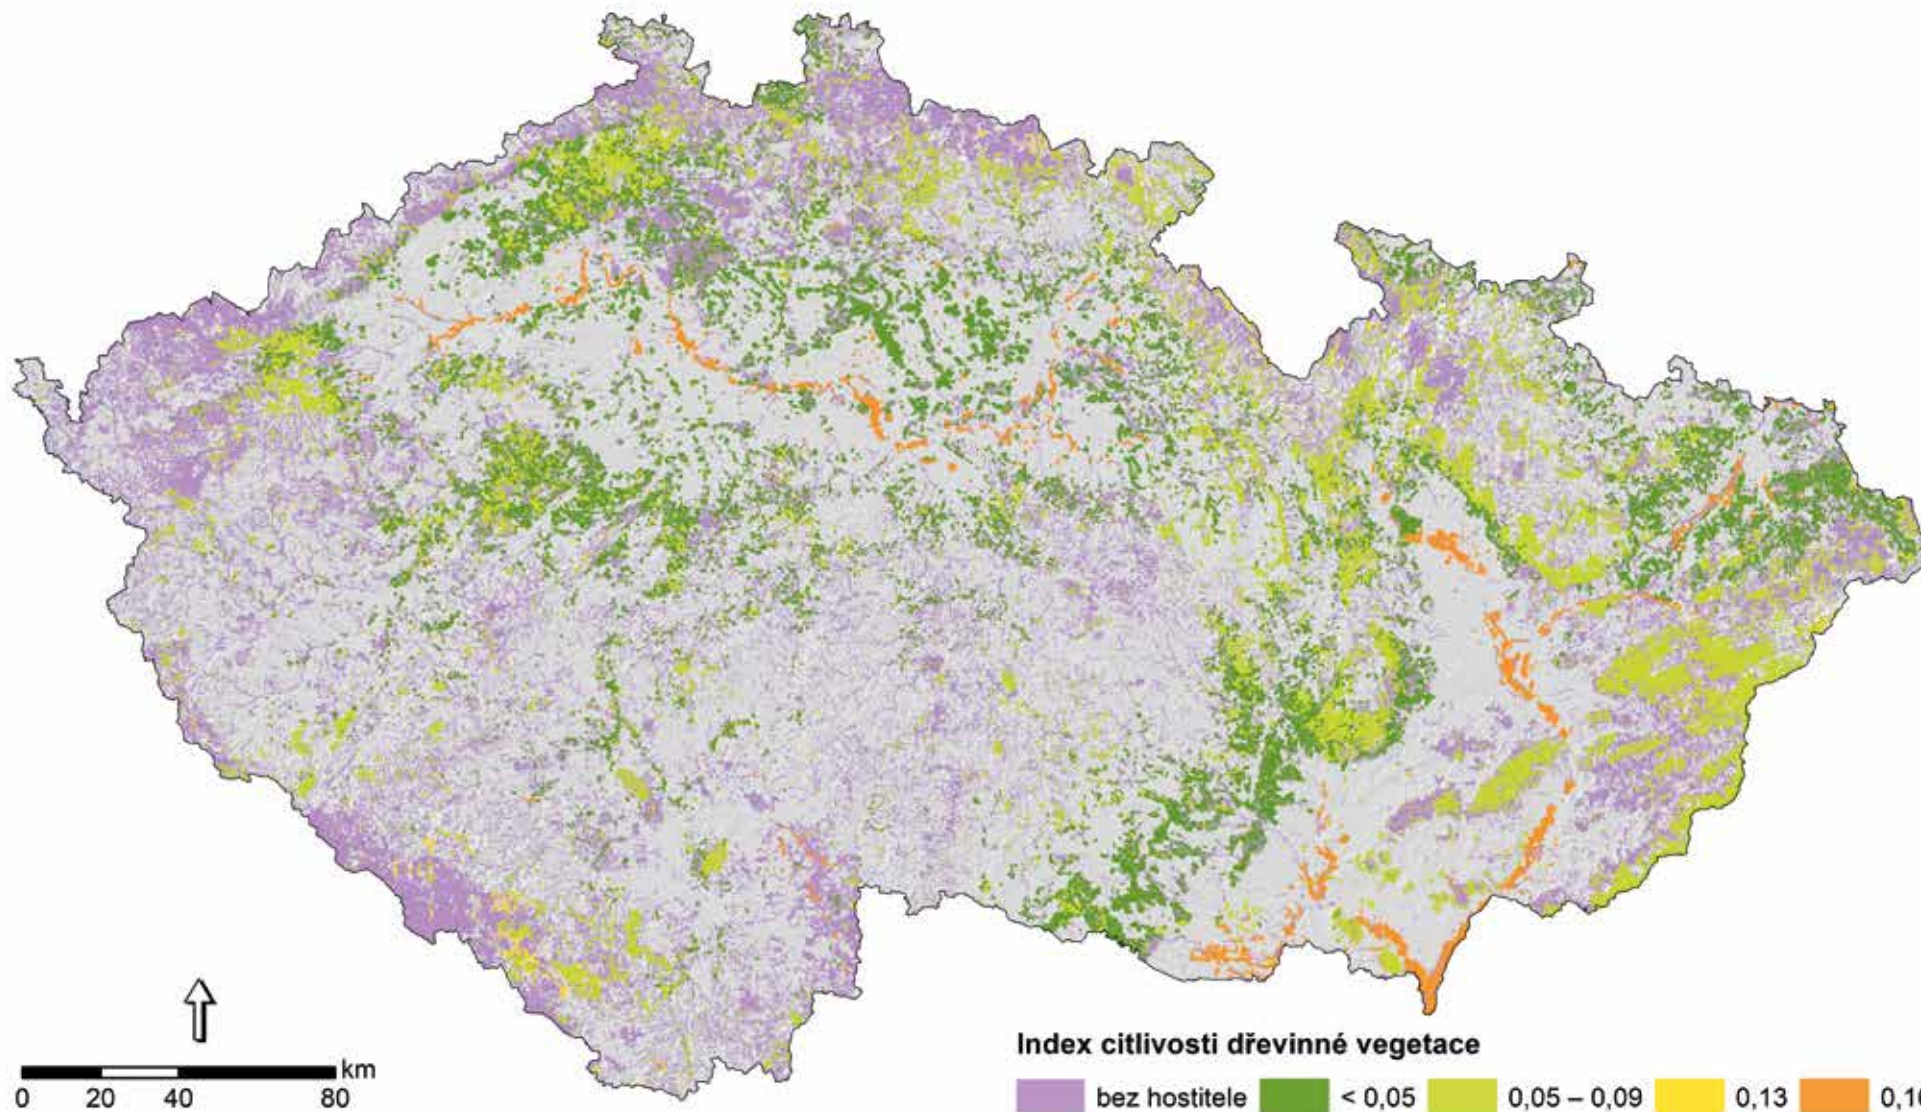 km
0 20 40 80
Index citlivosti dřevinné vegetace
bez hostitele < 0,05 0,05 – 0,09 0,13